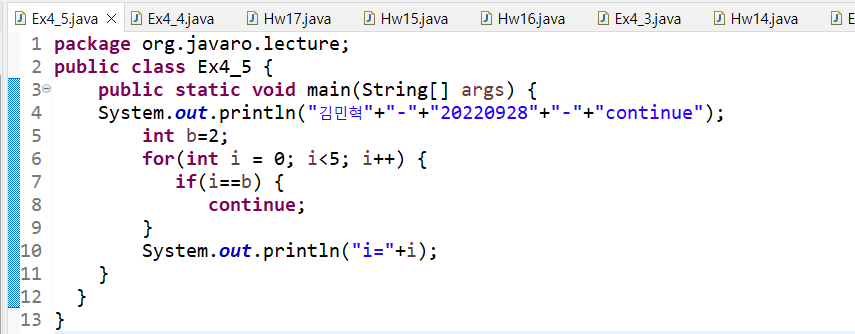 Ex4_5.java Ex4_4.java Hw17.java Hw15.java Hw16.java Ex4_3.java Hw14.java E
1 package org.javaro.lecture;
2 public class Ex4_5 {
3 public static void main(String[] args) {
4 System.out.println("김민혁"+"-"+"20220928"+"-"+"continue");
5 int b=2;
6 for(int i = 0; i<5; i++) {
7 if(i==b) {
8 continue;
9 }
10 System.out.println("i="+i);
11 }
12 }
13 }